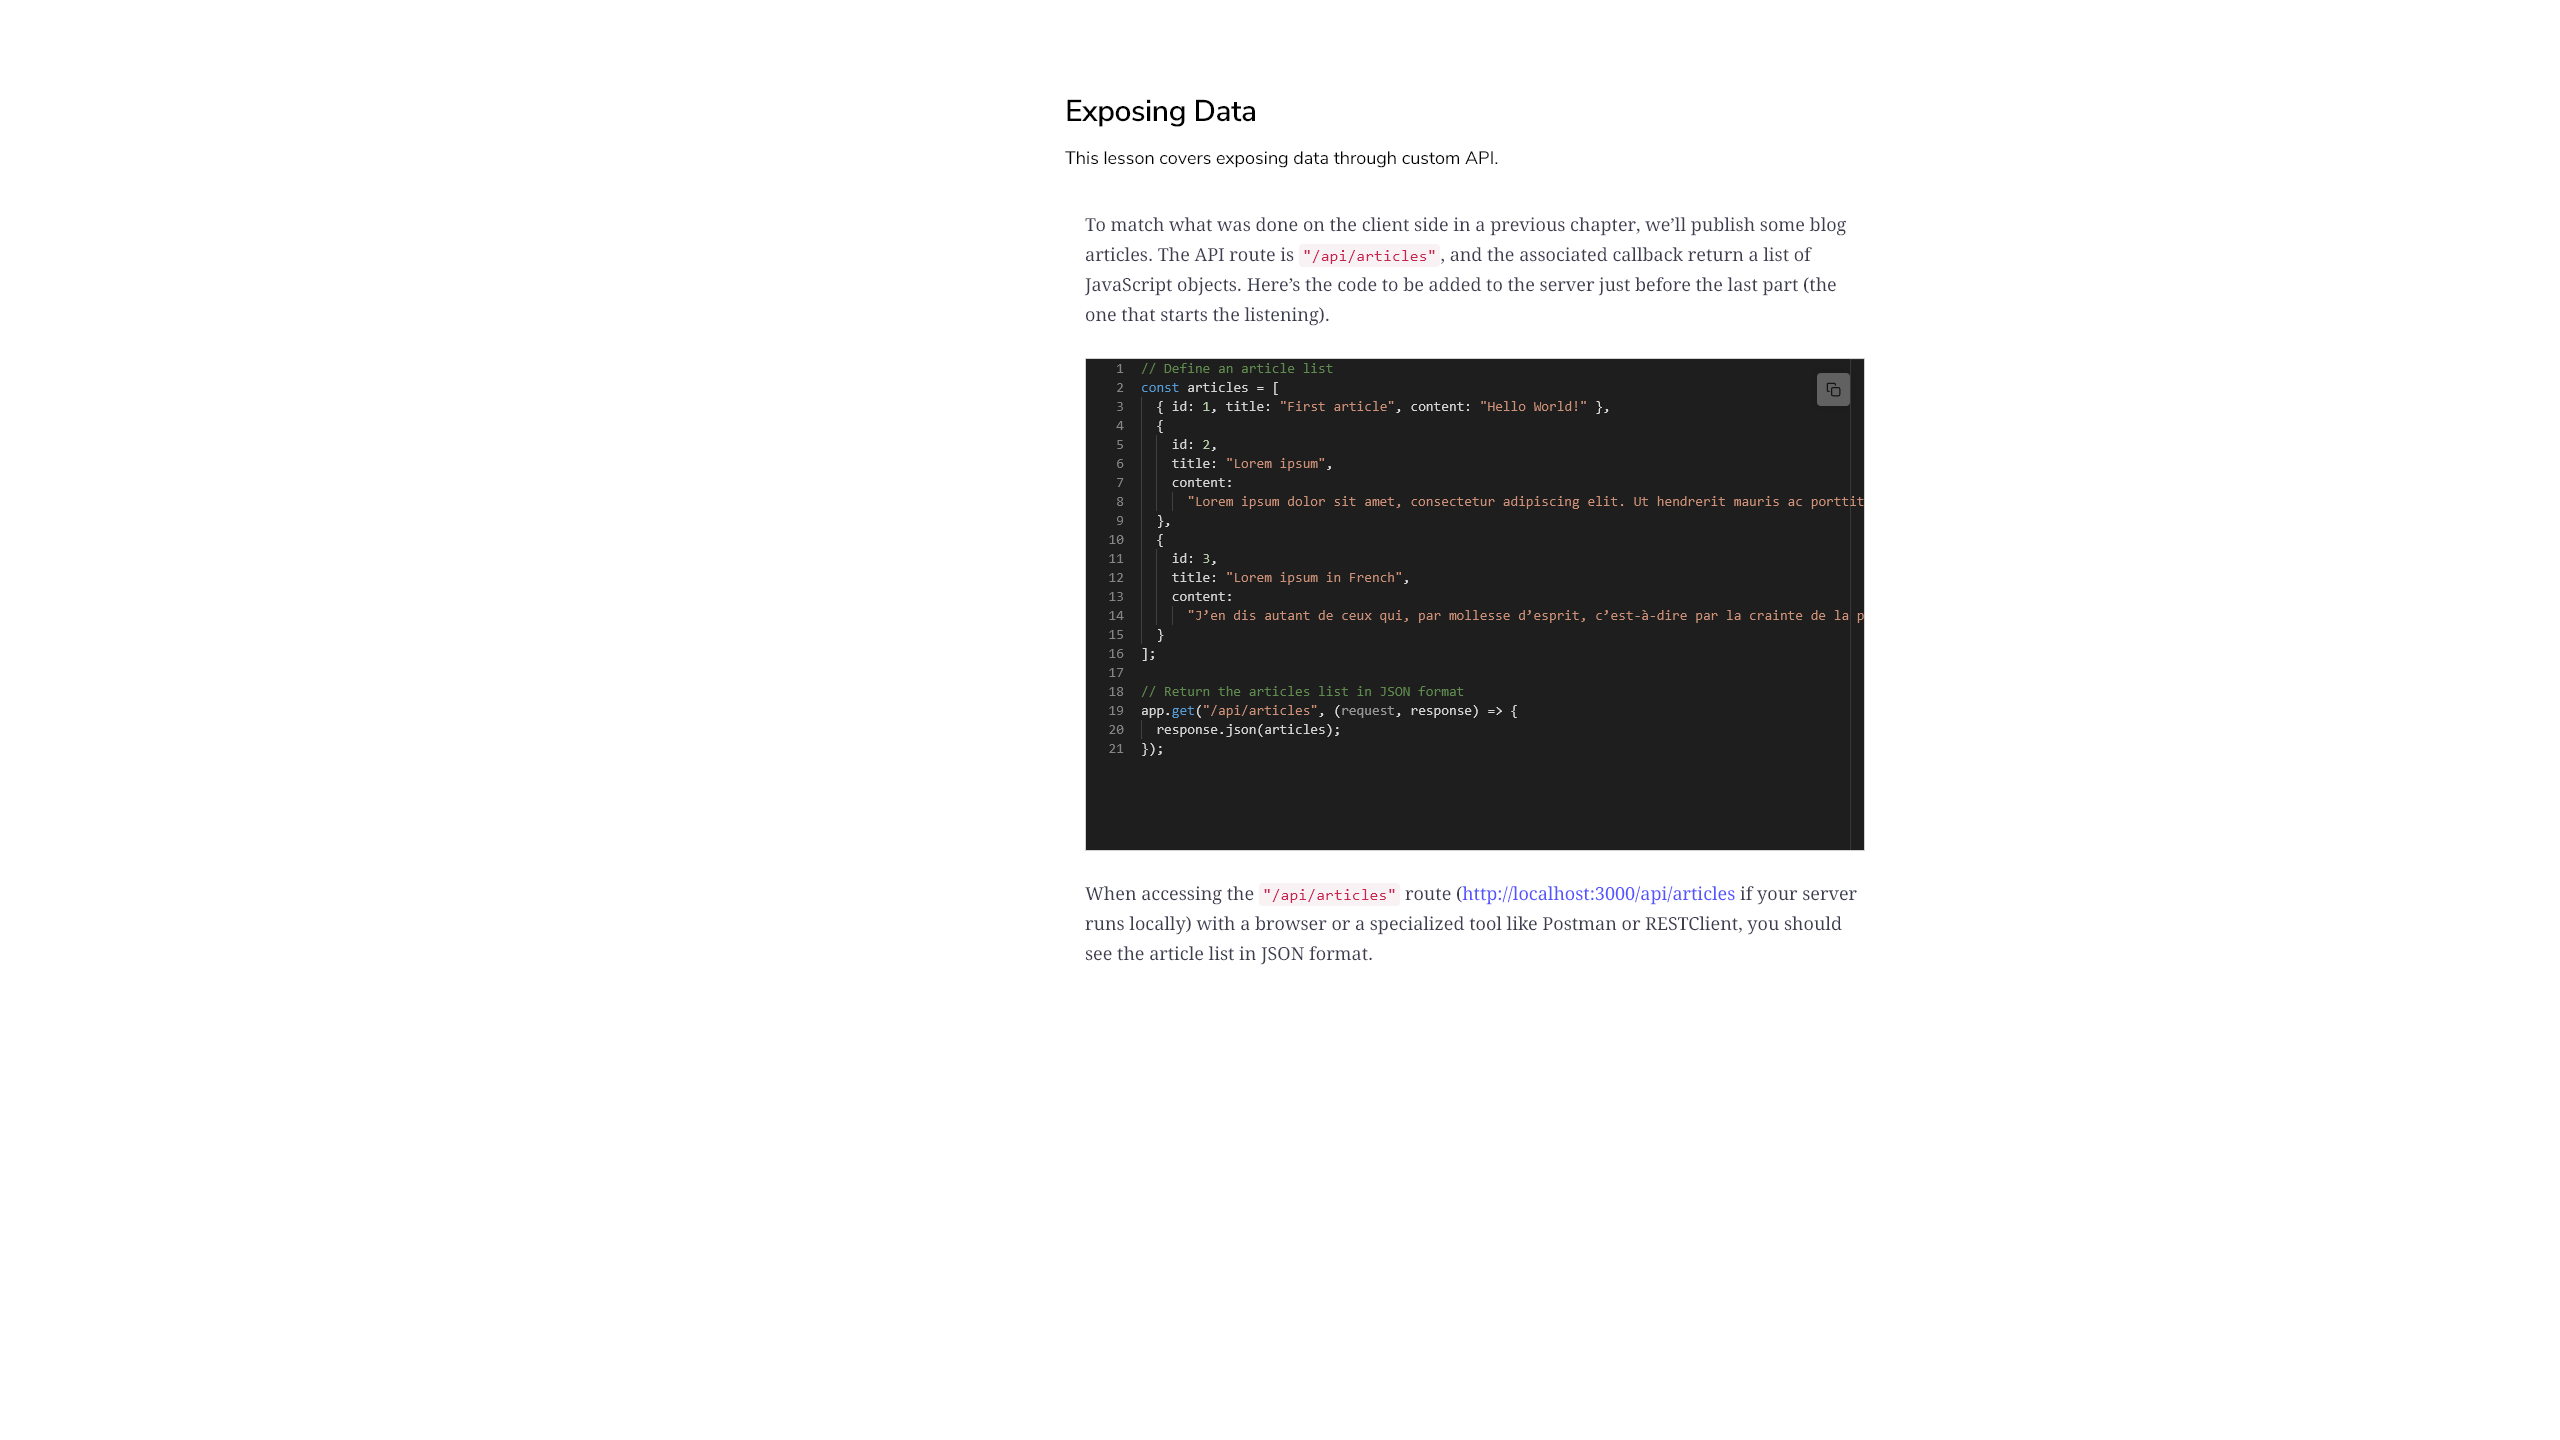 Exposing Data
This lesson covers exposing data through custom API.
To match what was done on the client side in a previous chapter, we’ll publish some blog
articles. The API route is "/api/articles", and the associated callback return a list of
JavaScript objects. Here’s the code to be added to the server just before the last part (the
one that starts the listening).
1 // Define an article list
2 const articles = [
3   { id: 1, title: "First article", content: "Hello World!" },
4   {
5     id: 2,
6     title: "Lorem ipsum",
7     content:
8       "Lorem ipsum dolor sit amet, consectetur adipiscing elit. Ut hendrerit mauris ac porttit
9   },
10   {
11     id: 3,
12     title: "Lorem ipsum in French",
13     content:
14       "J’en dis autant de ceux qui, par mollesse d’esprit, c’est-à-dire par la crainte de la p
15   }
16 ];
17
18 // Return the articles list in JSON format
19 app.get("/api/articles", (request, response) => {
20   response.json(articles);
21 });
When accessing the "/api/articles" route (http://localhost:3000/api/articles if your server
runs locally) with a browser or a specialized tool like Postman or RESTClient, you should
see the article list in JSON format.